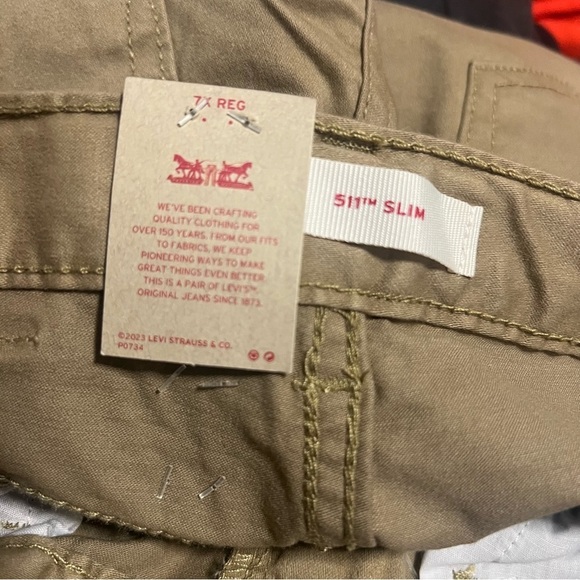 7X REG
WE'VE BEEN CRAFTING
QUALITY CLOTHING FOR
OVER 150 YEARS. FROM OUR FITS
TO FABRICS, WE KEEP
PIONEERING WAYS TO MAKE
GREAT THINGS EVEN BETTER.
THIS IS A PAIR OF LEVI'S™
ORIGINAL JEANS SINCE 1873.
©2023 LEVI STRAUSS & CO.
P0734
511™ SLIM